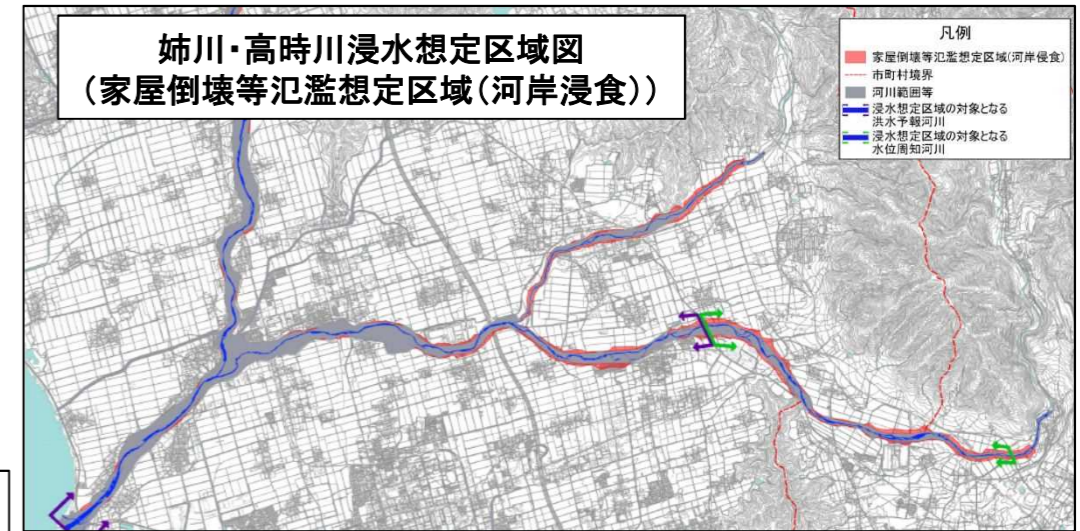 姉川・高時川浸水想定区域図
(家屋倒壊等氾濫想定区域(河岸侵食))
凡例
家屋倒壊等氾濫想定区域(河岸侵食)
市町村境界
河川範囲等
浸水想定区域の対象となる
洪水予報河川
浸水想定区域の対象となる
水位周知河川